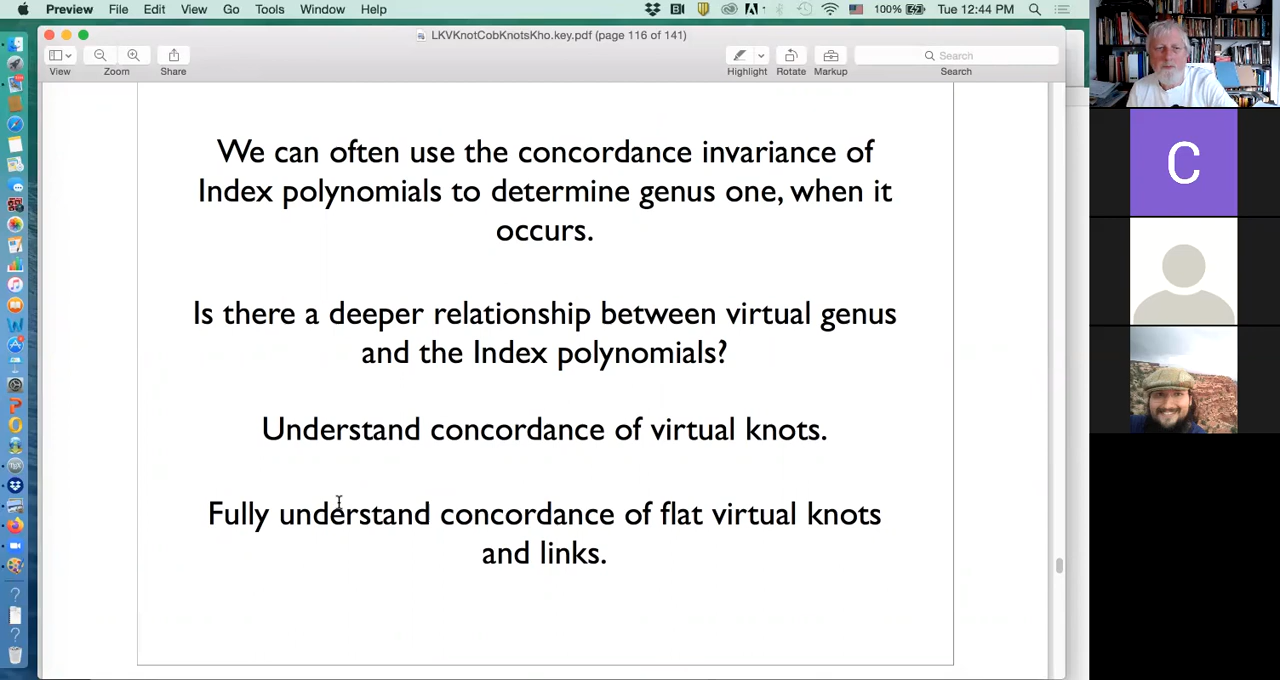 Preview File Edit View Go Tools Window Help 100% Tue 12:44 PM
LKVKnotCobKnotsKho.key.pdf (page 116 of 141)
View Zoom Share Highlight Rotate Markup Search
Search
We can often use the concordance invariance of
Index polynomials to determine genus one, when it
occurs.
Is there a deeper relationship between virtual genus
and the Index polynomials?
Understand concordance of virtual knots.
Fully understand concordance of flat virtual knots
and links.
C